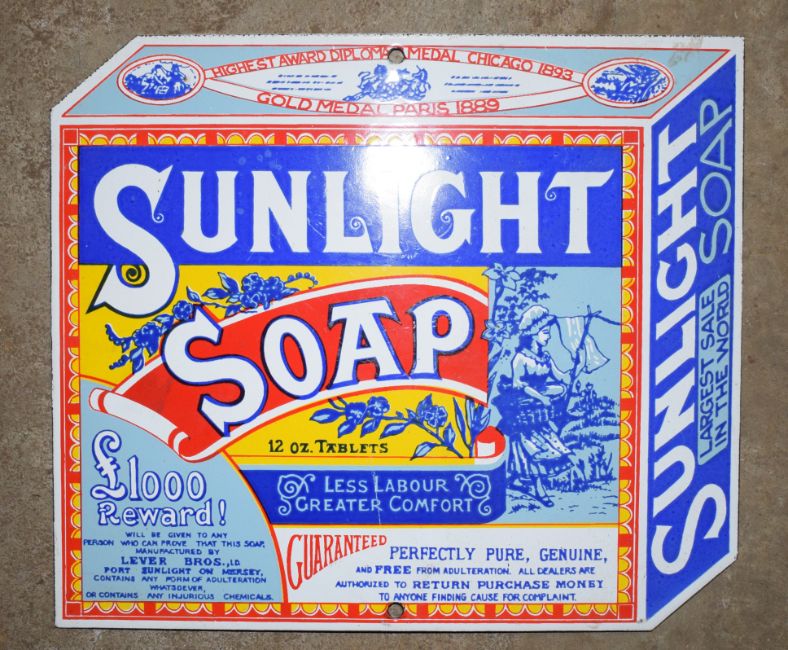 HIGHEST AWARD DIPLOMA & MEDAL CHICAGO 1893
GOLD MEDAL PARIS 1889
SUNLIGHT
SOAP
12 OZ. TABLETS
LESS LABOUR
GREATER COMFORT
£1000
Reward!
WILL BE GIVEN TO ANY
PERSON WHO CAN PROVE THAT THIS SOAP,
MANUFACTURED BY
LEVER BROS., LD.
PORT SUNLIGHT ON MERSEY,
CONTAINS ANY FORM OF ADULTERATION
WHATSOEVER,
OR CONTAINS ANY INJURIOUS CHEMICALS.
GUARANTEED
PERFECTLY PURE, GENUINE,
AND FREE FROM ADULTERATION. ALL DEALERS ARE
AUTHORIZED TO RETURN PURCHASE MONEY
TO ANYONE FINDING CAUSE FOR COMPLAINT.
SUNLIGHT
SOAP
LARGEST SALE
IN THE WORLD